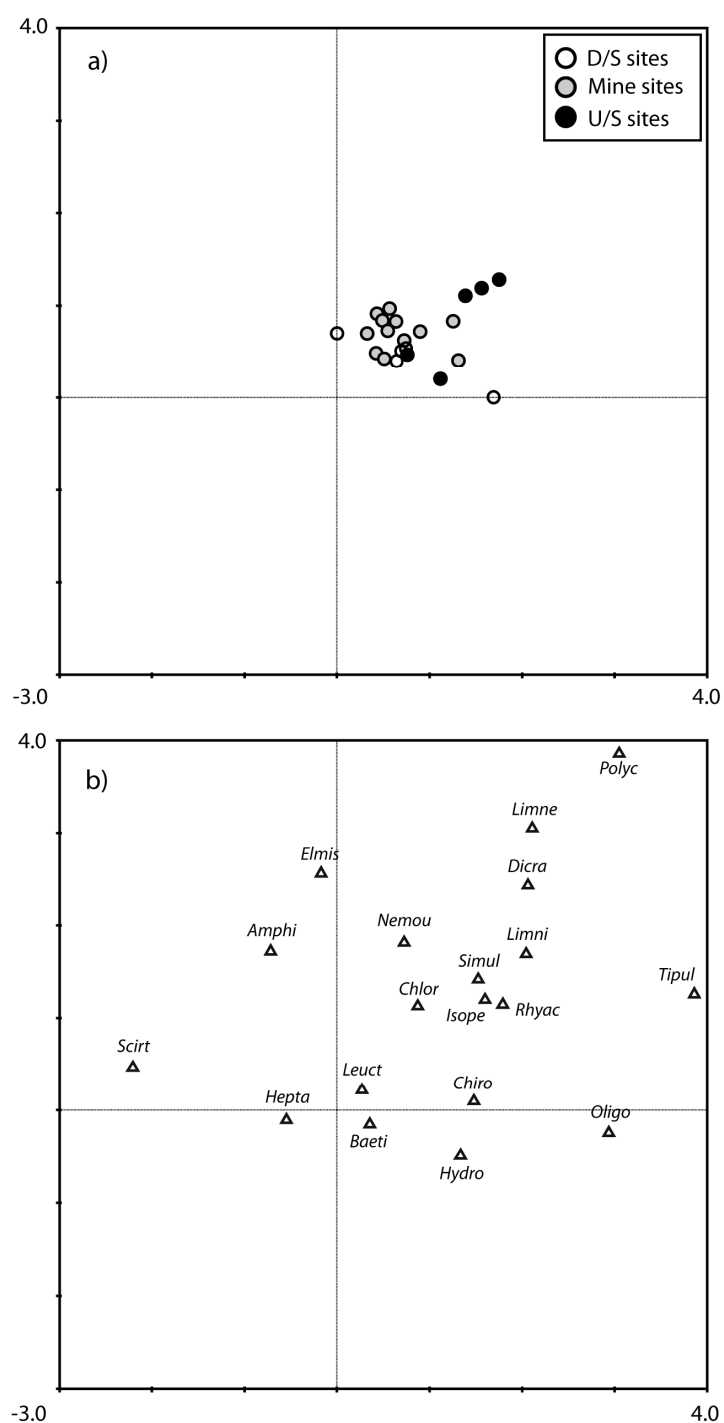 4.0
a)
D/S sites
Mine sites
U/S sites
-3.0
4.0
4.0
b)
Polyc
Limne
Elmis
Dicra
Nemou
Amphi
Limni
Simul
Tipul
Chlor
Isope
Rhyac
Scirt
Leuct
Chiro
Hepta
Oligo
Baeti
Hydro
-3.0
4.0